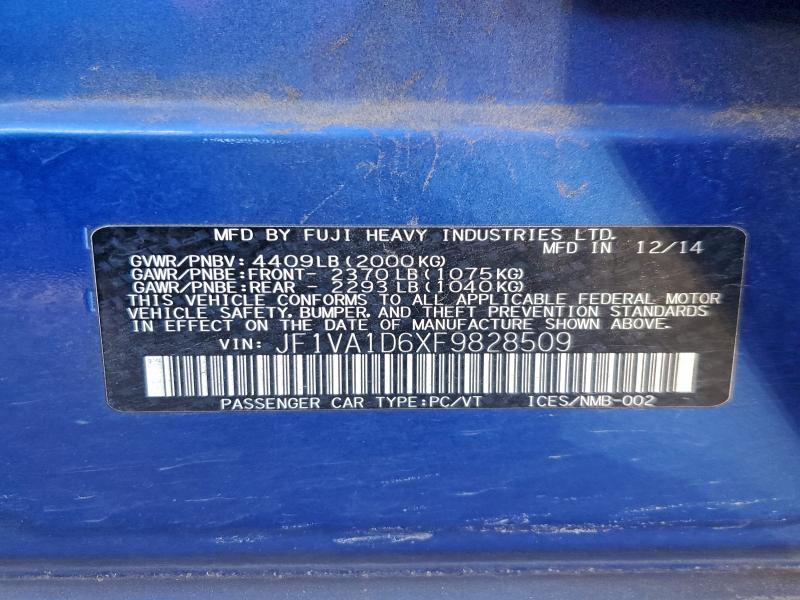 MFD BY FUJI HEAVY INDUSTRIES LTD.
MFD IN 12/14
GVWR/PNBV: 4409LB(2000KG)
GAWR/PNBE:FRONT- 2370LB(1075KG)
GAWR/PNBE:REAR - 2293LB(1040KG)
THIS VEHICLE CONFORMS TO ALL APPLICABLE FEDERAL MOTOR
VEHICLE SAFETY, BUMPER, AND THEFT PREVENTION STANDARDS
IN EFFECT ON THE DATE OF MANUFACTURE SHOWN ABOVE.
VIN: JF1VA1D6XF9828509
PASSENGER CAR TYPE:PC/VT ICES/NMB-002